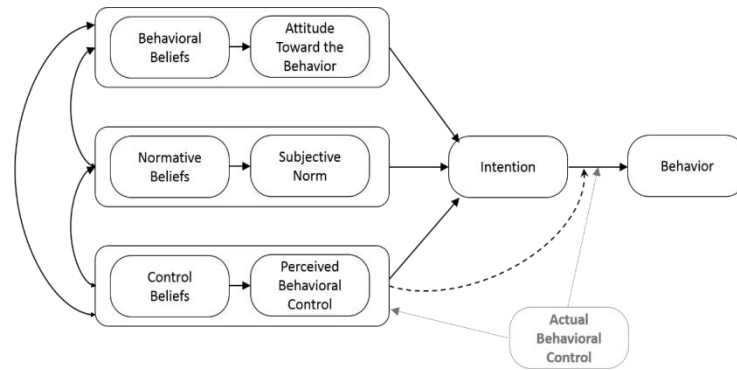 Behavioral
Beliefs
Attitude
Toward the
Behavior
Normative
Beliefs
Subjective
Norm
Intention
Behavior
Control
Beliefs
Perceived
Behavioral
Control
Actual
Behavioral
Control